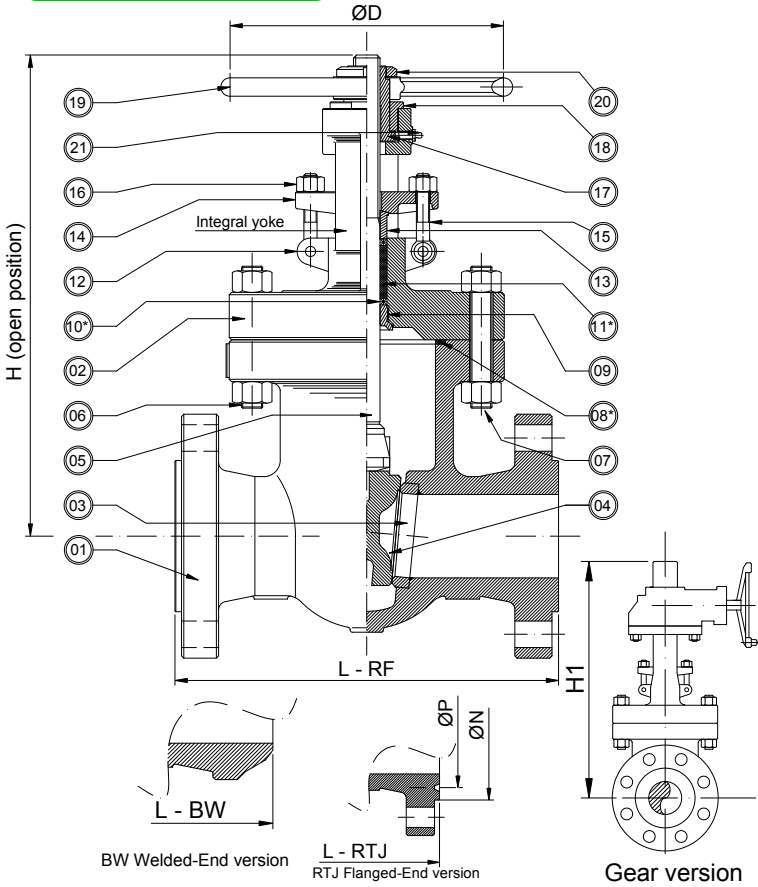 ØD
H (open position)
19
20
21
18
16
17
14
Integral yoke
15
12
13
10*
11*
02
09
06
08*
05
07
03
04
01
L - RF
H1
ØP
ØN
L - BW
L - RTJ
BW Welded-End version
RTJ Flanged-End version
Gear version